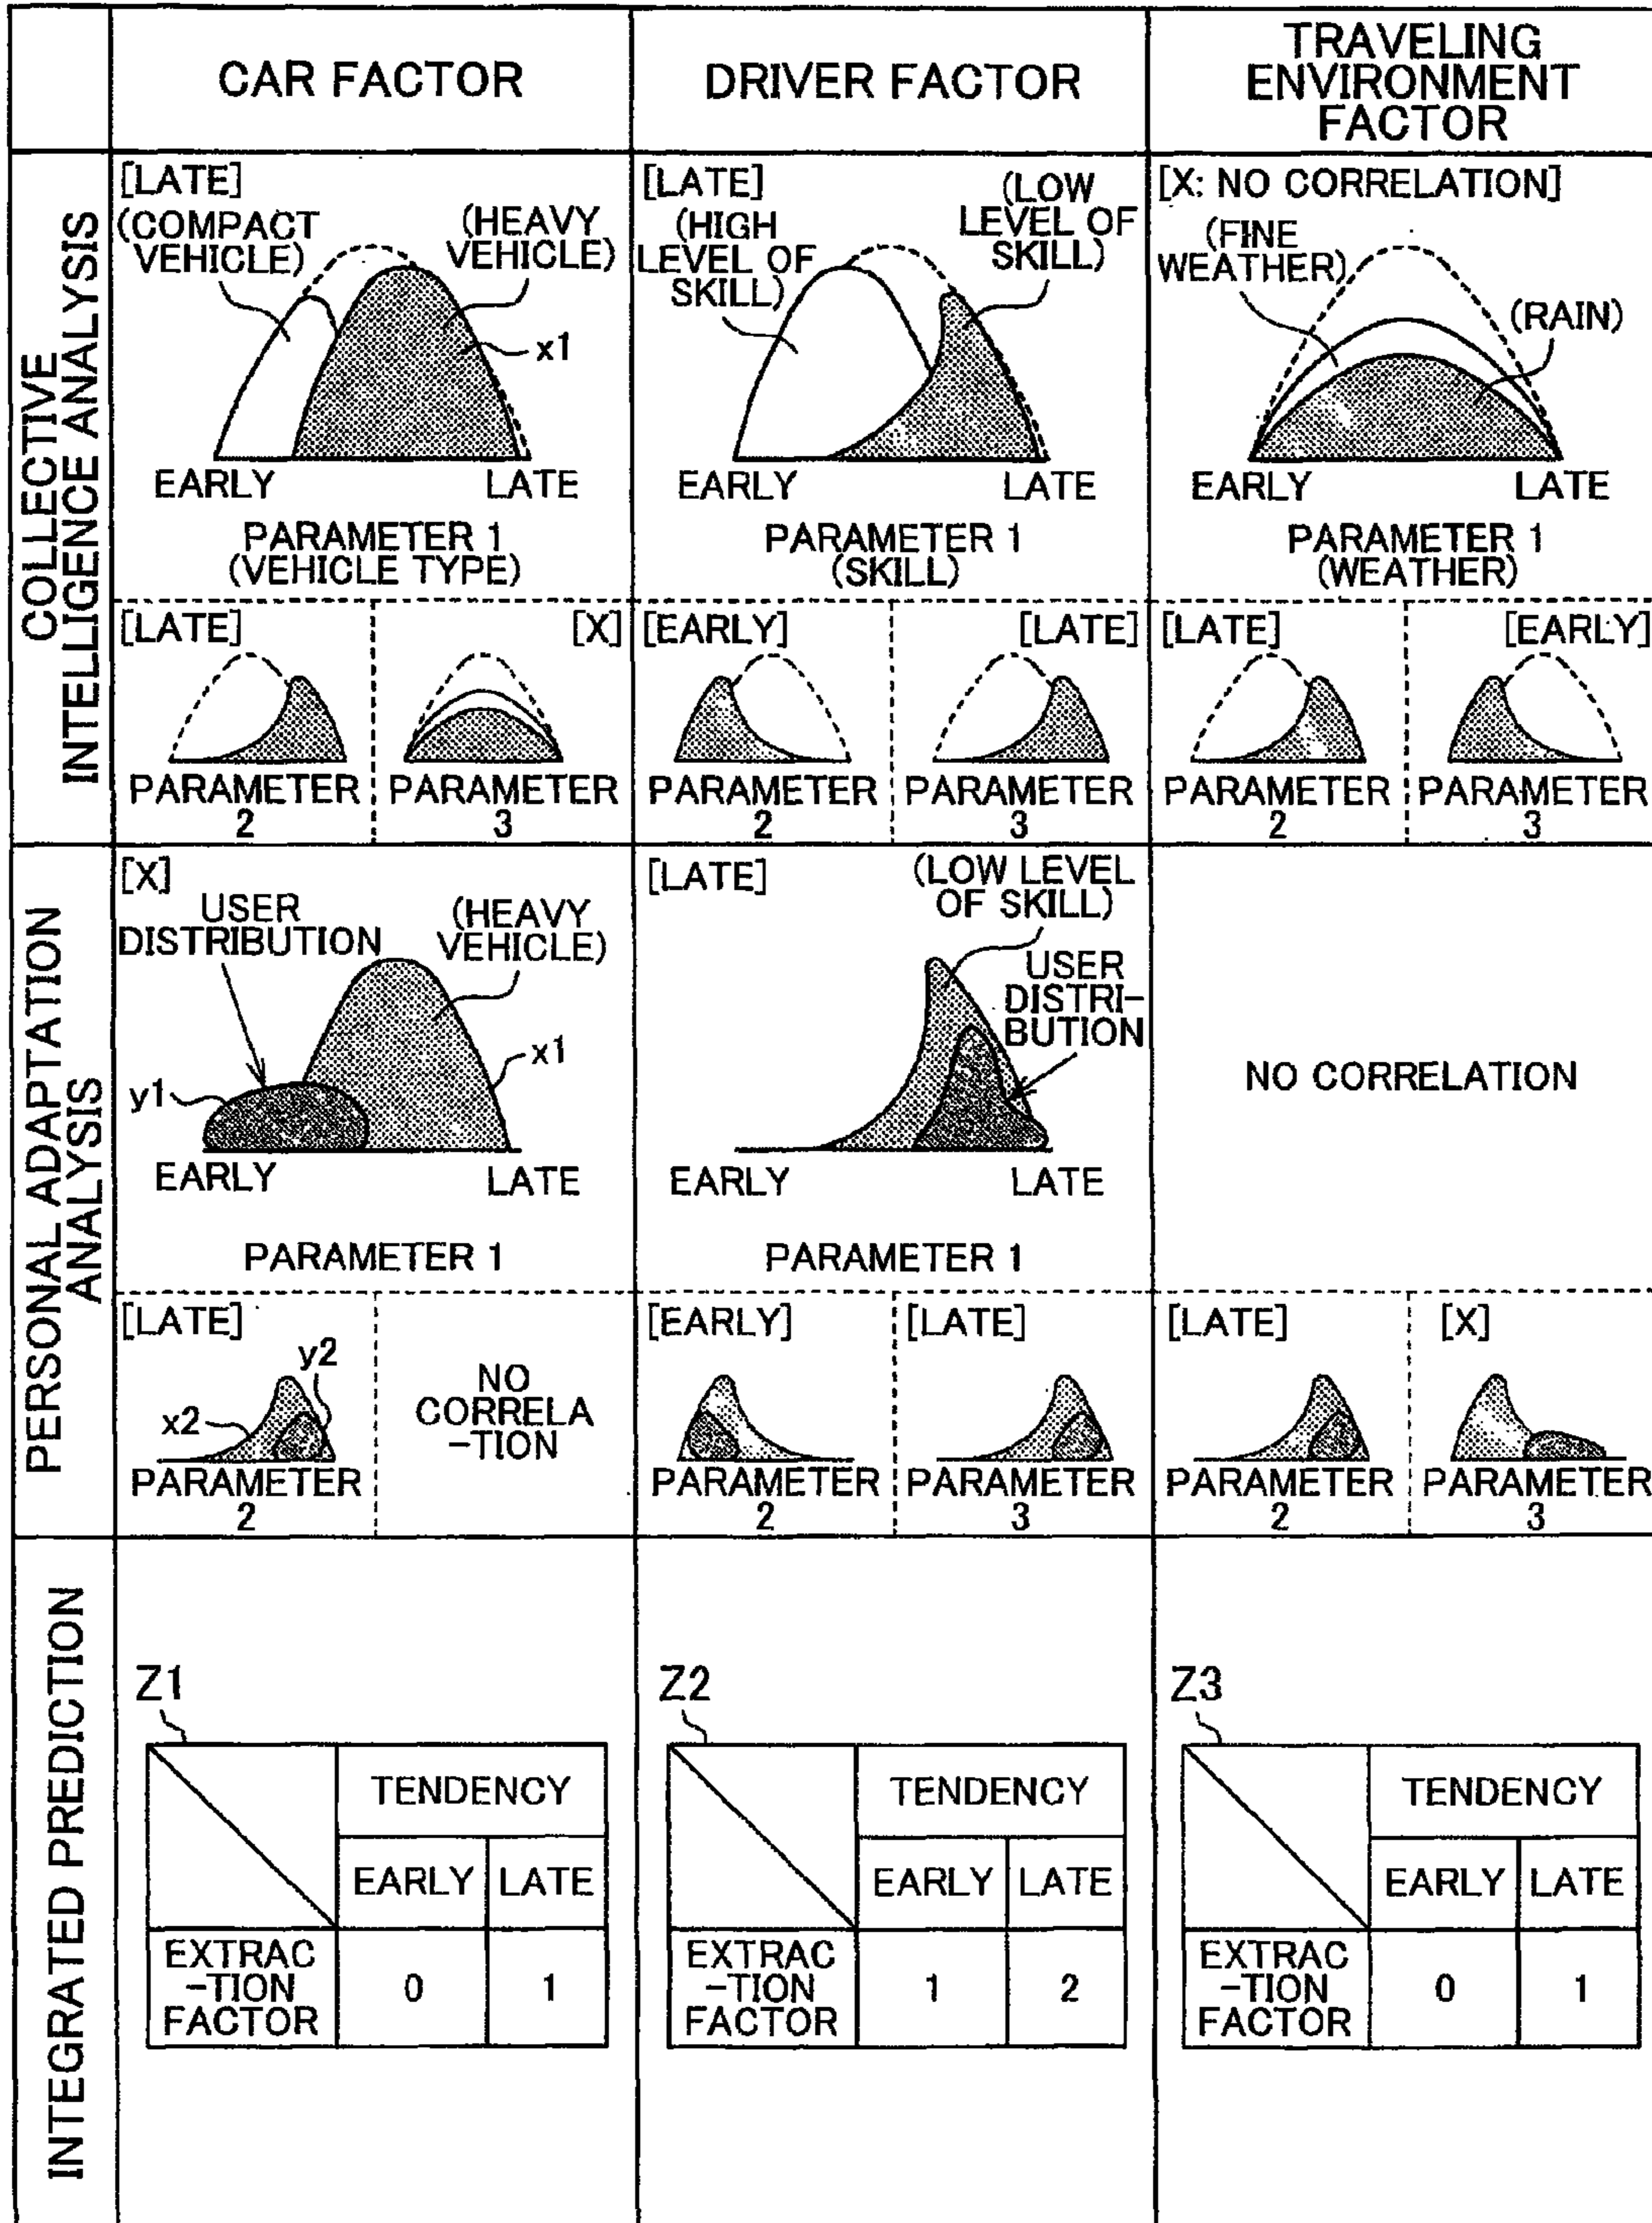 CAR FACTOR
DRIVER FACTOR
TRAVELING
ENVIRONMENT
FACTOR
COLLECTIVE
INTELLIGENCE ANALYSIS
[LATE]
(COMPACT
VEHICLE)
(HEAVY
VEHICLE)
x1
EARLY
LATE
PARAMETER 1
(VEHICLE TYPE)
[LATE]
(HIGH
LEVEL OF
SKILL)
(LOW
LEVEL OF
SKILL)
EARLY
LATE
PARAMETER 1
(SKILL)
[X: NO CORRELATION]
(FINE
WEATHER)
(RAIN)
EARLY
LATE
PARAMETER 1
(WEATHER)
[LATE]
PARAMETER
2
[X]
PARAMETER
3
[EARLY]
PARAMETER
2
[LATE]
PARAMETER
3
[LATE]
PARAMETER
2
[EARLY]
PARAMETER
3
PERSONAL ADAPTATION
ANALYSIS
[X]
USER
DISTRIBUTION
(HEAVY
VEHICLE)
y1
x1
EARLY
LATE
PARAMETER 1
[LATE]
(LOW LEVEL
OF SKILL)
USER
DISTRI-
BUTION
EARLY
LATE
PARAMETER 1
NO CORRELATION
[LATE]
y2
x2
PARAMETER
2
NO
CORRELA
-TION
[EARLY]
PARAMETER
2
[LATE]
PARAMETER
3
[LATE]
PARAMETER
2
[X]
PARAMETER
3
INTEGRATED PREDICTION
Z1
TENDENCY
EARLY
LATE
EXTRAC
-TION
FACTOR
0
1
Z2
TENDENCY
EARLY
LATE
EXTRAC
-TION
FACTOR
1
2
Z3
TENDENCY
EARLY
LATE
EXTRAC
-TION
FACTOR
0
1